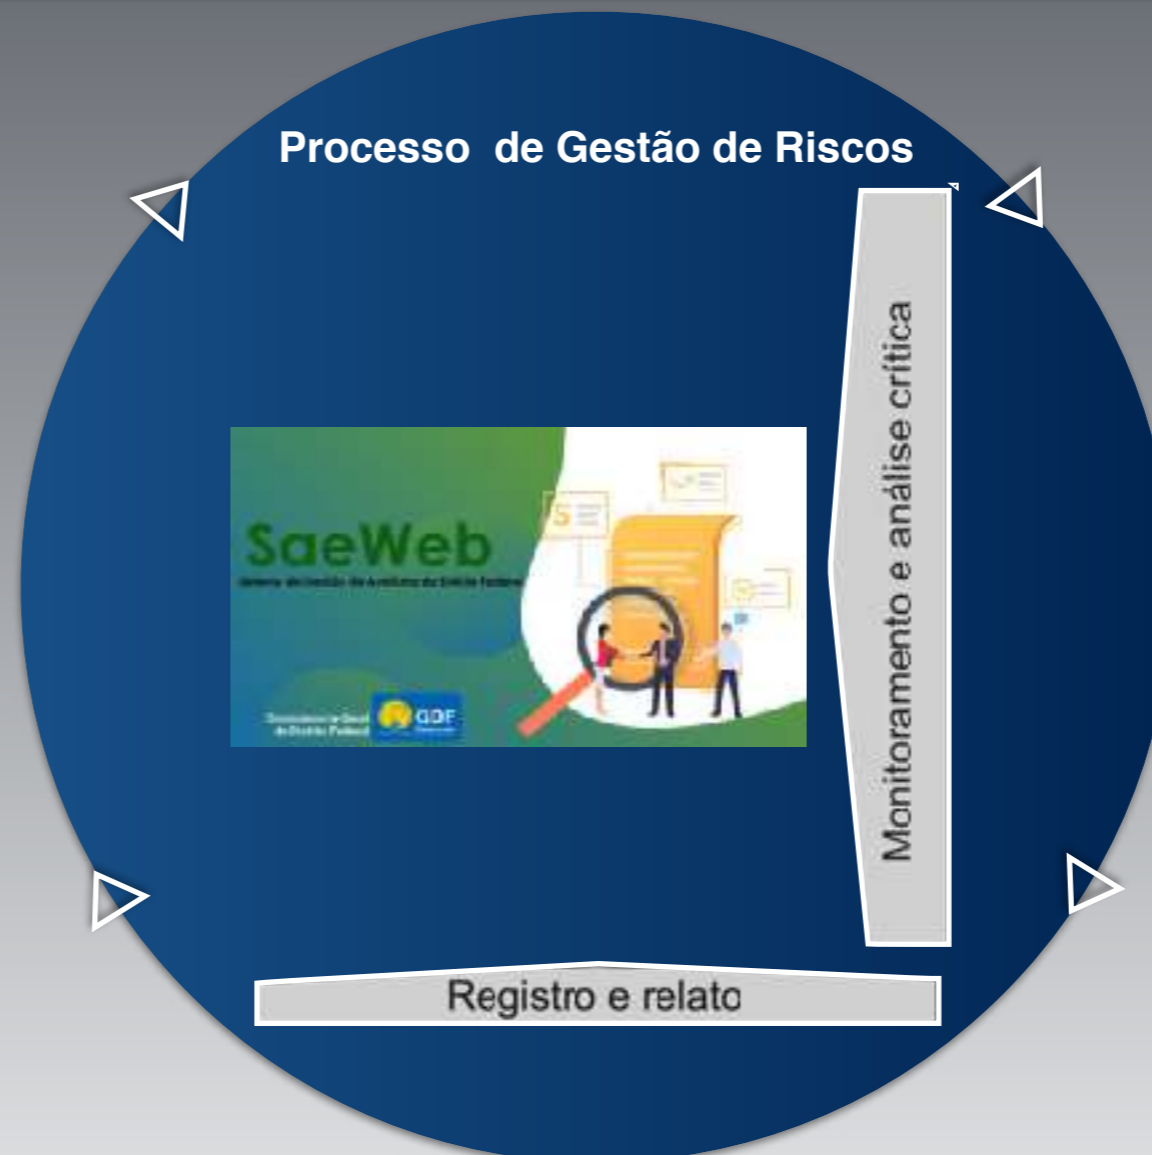 Processo de Gestão de Riscos
Monitoramento e análise crítica
SaeWeb
GDF
Registro e relato